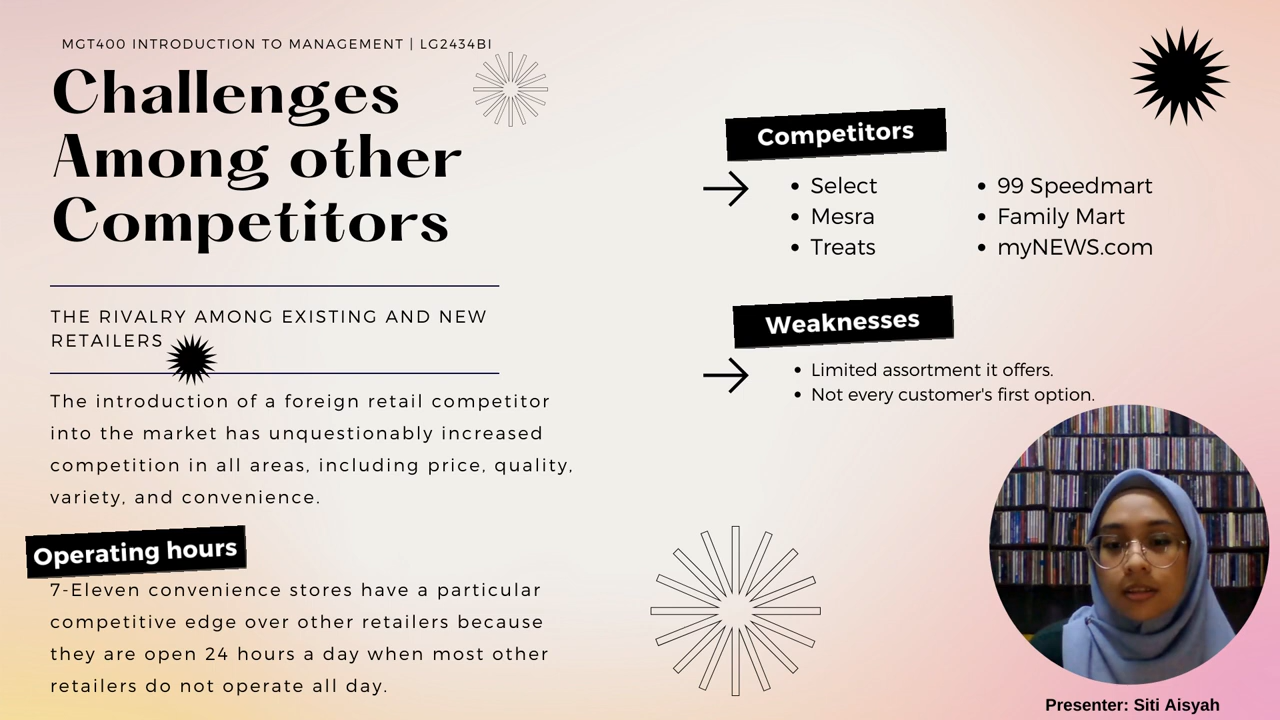 MGT400 INTRODUCTION TO MANAGEMENT | LG2434BI
Challenges
Among other
Competitors
THE RIVALRY AMONG EXISTING AND NEW
RETAILERS
The introduction of a foreign retail competitor
into the market has unquestionably increased
competition in all areas, including price, quality,
variety, and convenience.
Operating hours
7-Eleven convenience stores have a particular
competitive edge over other retailers because
they are open 24 hours a day when most other
retailers do not operate all day.
Competitors
• Select
• Mesra
• Treats
• 99 Speedmart
• Family Mart
• myNEWS.com
Weaknesses
• Limited assortment it offers.
• Not every customer's first option.
Presenter: Siti Aisyah